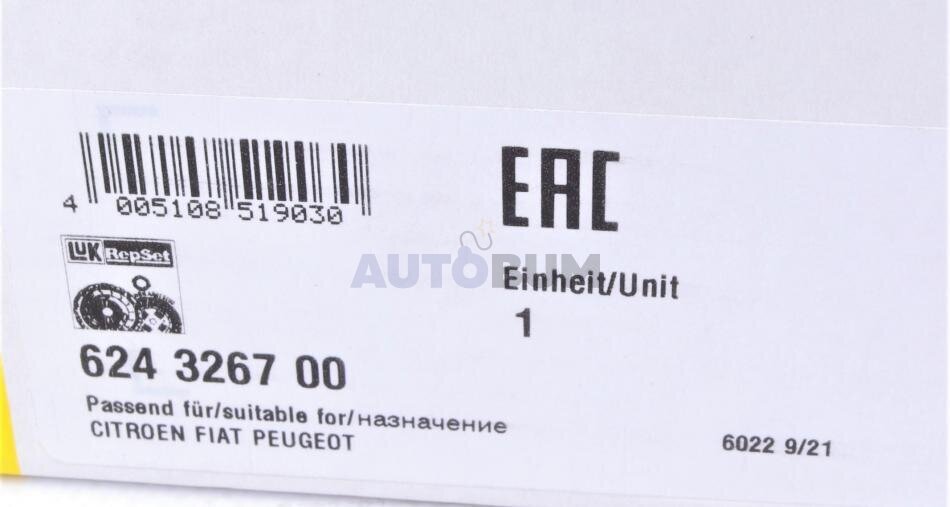 4 005108 519030
EAC
LuK RepSet
AUTOBUM
Einheit/Unit
1
624 3267 00
Passend für/suitable for/назначение
CITROEN FIAT PEUGEOT
6022 9/21